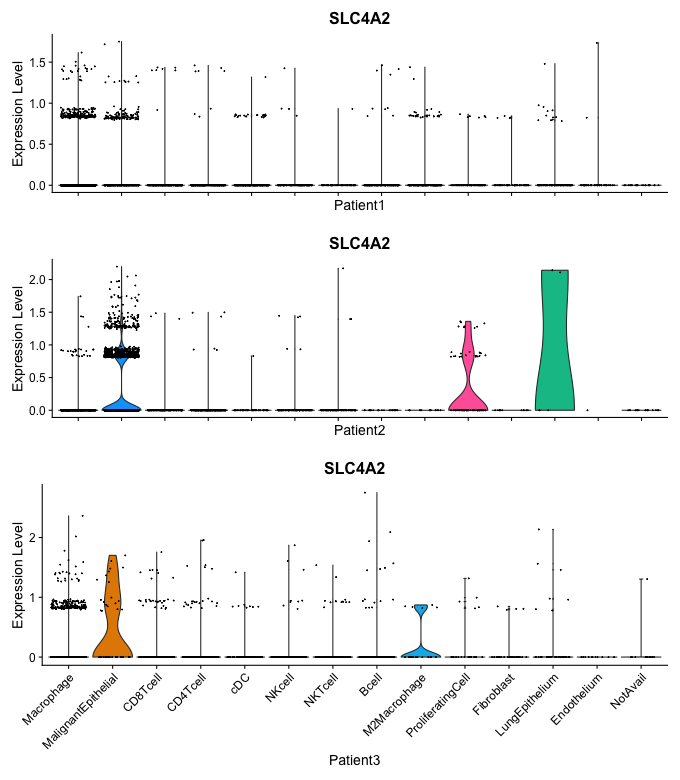 SLC4A2
Expression Level
1.5
1.0
0.5
0.0
Patient1
SLC4A2
Expression Level
2.0
1.5
1.0
0.5
0.0
Patient2
SLC4A2
Expression Level
2
1
0
Macrophage
MalignantEpithelial
CD8Tcell
CD4Tcell
cDC
NKcell
NKTcell
Bcell
M2Macrophage
ProliferatingCell
Fibroblast
LungEpithelium
Endothelium
NotAvail
Patient3